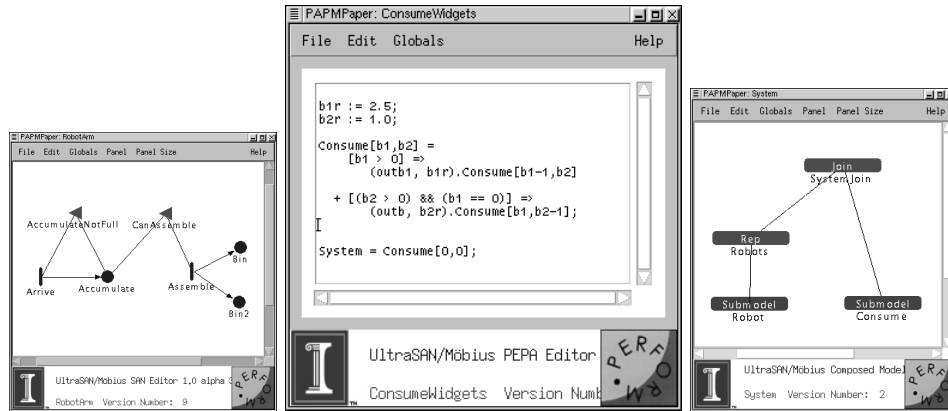 PAPMPaper: RobotArm
File Edit Globals Panel Panel Size Help
AccumulateNotFull CanAssemble
Bin
Arrive Accumulate Assemble
Bin2
UltraSAN/Möbius SAN Editor 1,0 alpha 3
RobotArm Version Number: 9
PERFORM
PAPMPaper: ConsumeWidgets
File Edit Globals Help
b1r := 2.5;
b2r := 1.0;
Consume[b1,b2] =
[b1 > 0] =>
(outb1, b1r).Consume[b1-1,b2]
+ [(b2 > 0) && (b1 == 0)] =>
(outb, b2r).Consume[b1,b2-1];
System = Consume[0,0];
UltraSAN/Möbius PEPA Editor
ConsumeWidgets Version Numb
PERFORM
PAPMPaper: System
File Edit Globals Panel Panel Size Help
Join
SystemJoin
Rep
Robots
Submodel Submodel
Robot Consume
UltraSAN/Möbius Composed Model
System Version Number: 2
PERFORM